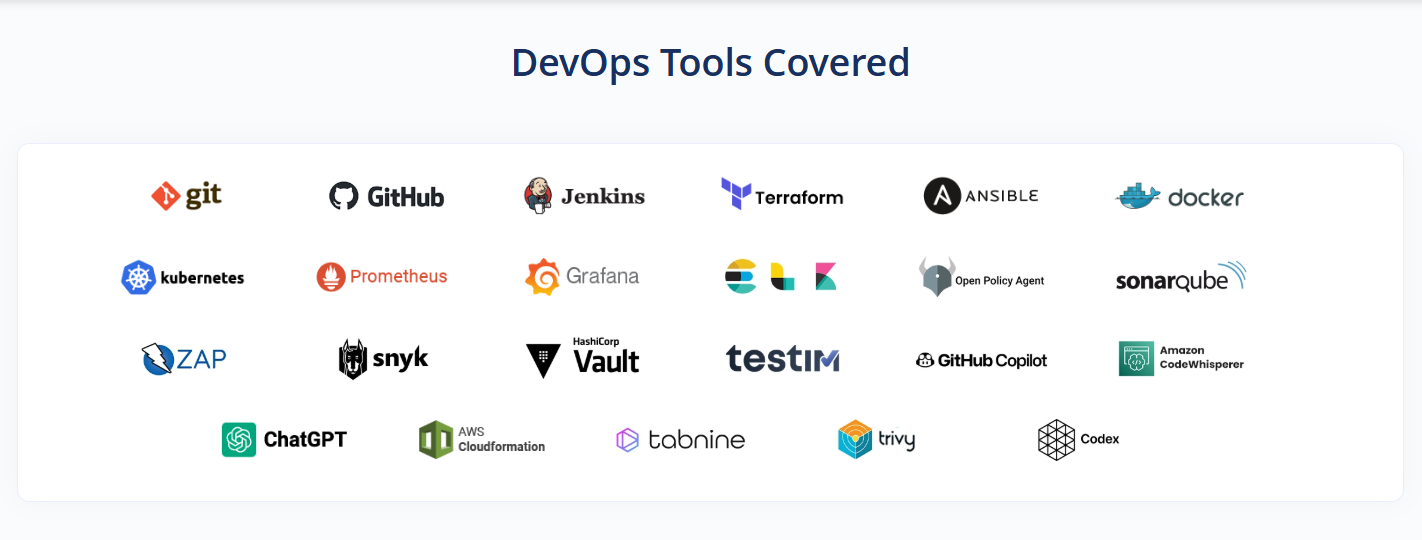 DevOps Tools Covered
git
GitHub
Jenkins
Terraform
ANSIBLE
docker
kubernetes
Prometheus
Grafana
Open Policy Agent
sonarqube
ZAP
snyk
HashiCorp
Vault
testim
GitHub Copilot
Amazon
CodeWhisperer
ChatGPT
AWS
Cloudformation
tabnine
trivy
Codex